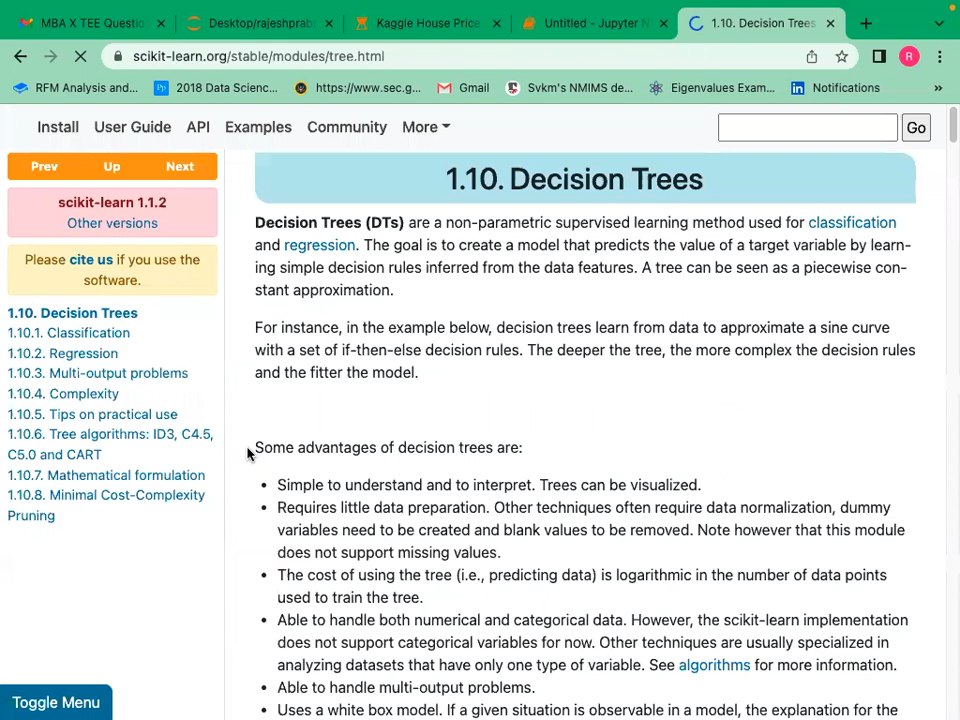 MBA X TEE Questio
Desktop/rajeshprab
Kaggle House Price
Untitled - Jupyter N
1.10. Decision Trees
scikit-learn.org/stable/modules/tree.html
R
RFM Analysis and...
2018 Data Scienc...
https://www.sec.g...
Gmail
Svkm's NMIMS de...
Eigenvalues Exam...
Notifications
»
Install
User Guide
API
Examples
Community
More
Go
Prev
Up
Next
scikit-learn 1.1.2
Other versions
Please cite us if you use the
software.
1.10. Decision Trees
1.10.1. Classification
1.10.2. Regression
1.10.3. Multi-output problems
1.10.4. Complexity
1.10.5. Tips on practical use
1.10.6. Tree algorithms: ID3, C4.5,
C5.0 and CART
1.10.7. Mathematical formulation
1.10.8. Minimal Cost-Complexity
Pruning
Toggle Menu
1.10. Decision Trees
Decision Trees (DTs) are a non-parametric supervised learning method used for classification
and regression. The goal is to create a model that predicts the value of a target variable by learn-
ing simple decision rules inferred from the data features. A tree can be seen as a piecewise con-
stant approximation.
For instance, in the example below, decision trees learn from data to approximate a sine curve
with a set of if-then-else decision rules. The deeper the tree, the more complex the decision rules
and the fitter the model.
Some advantages of decision trees are:
• Simple to understand and to interpret. Trees can be visualized.
• Requires little data preparation. Other techniques often require data normalization, dummy
variables need to be created and blank values to be removed. Note however that this module
does not support missing values.
• The cost of using the tree (i.e., predicting data) is logarithmic in the number of data points
used to train the tree.
• Able to handle both numerical and categorical data. However, the scikit-learn implementation
does not support categorical variables for now. Other techniques are usually specialized in
analyzing datasets that have only one type of variable. See algorithms for more information.
• Able to handle multi-output problems.
• Uses a white box model. If a given situation is observable in a model, the explanation for the